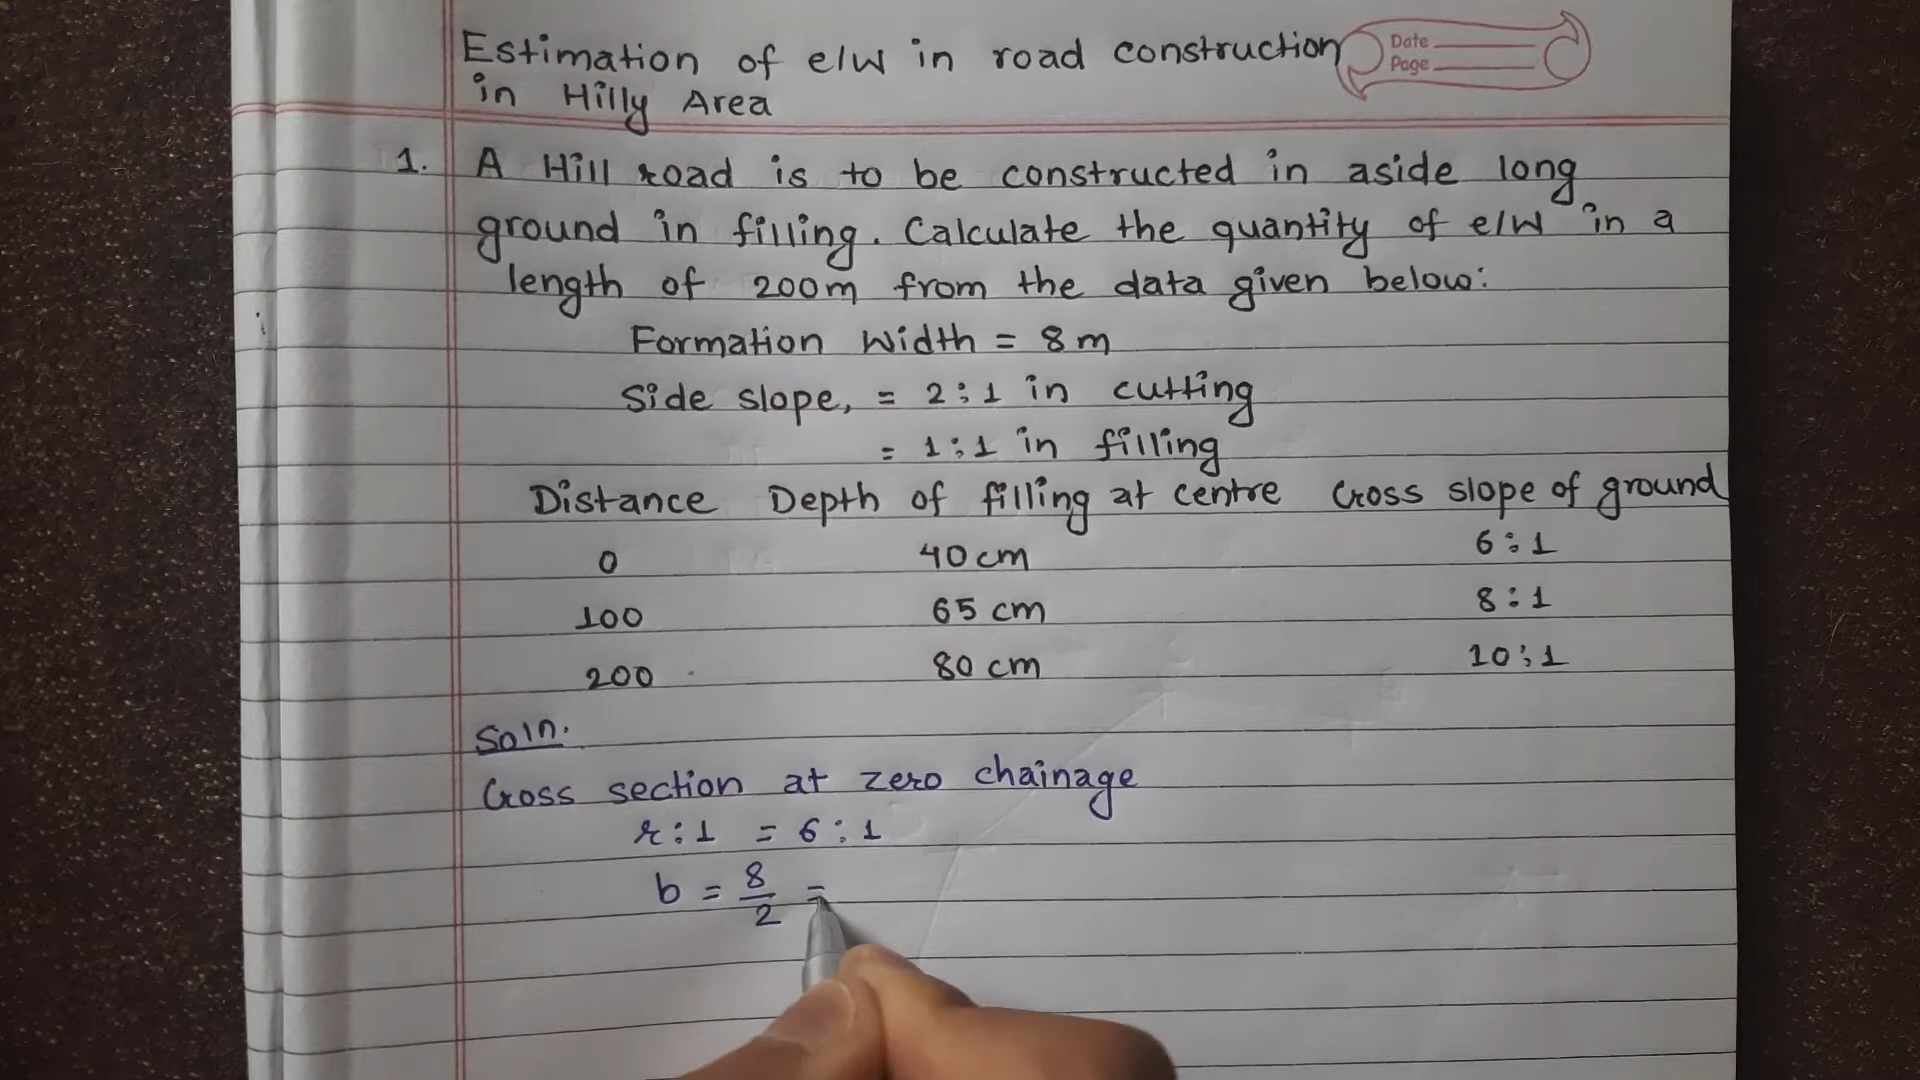 Estimation of e/w in road construction
in Hilly Area
Date
Page
1. A Hill road is to be constructed in aside long
ground in filling. Calculate the quantity of e/w in a
length of 200m from the data given below:
Formation Width = 8 m
Side slope, = 2:1 in cutting
= 1:1 in filling
Distance Depth of filling at centre Cross slope of ground
0 40 cm 6:1
100 65 cm 8:1
200 80 cm 10:1
Soln.
Cross section at zero chainage
r:1 = 6:1
b = 8/2 =